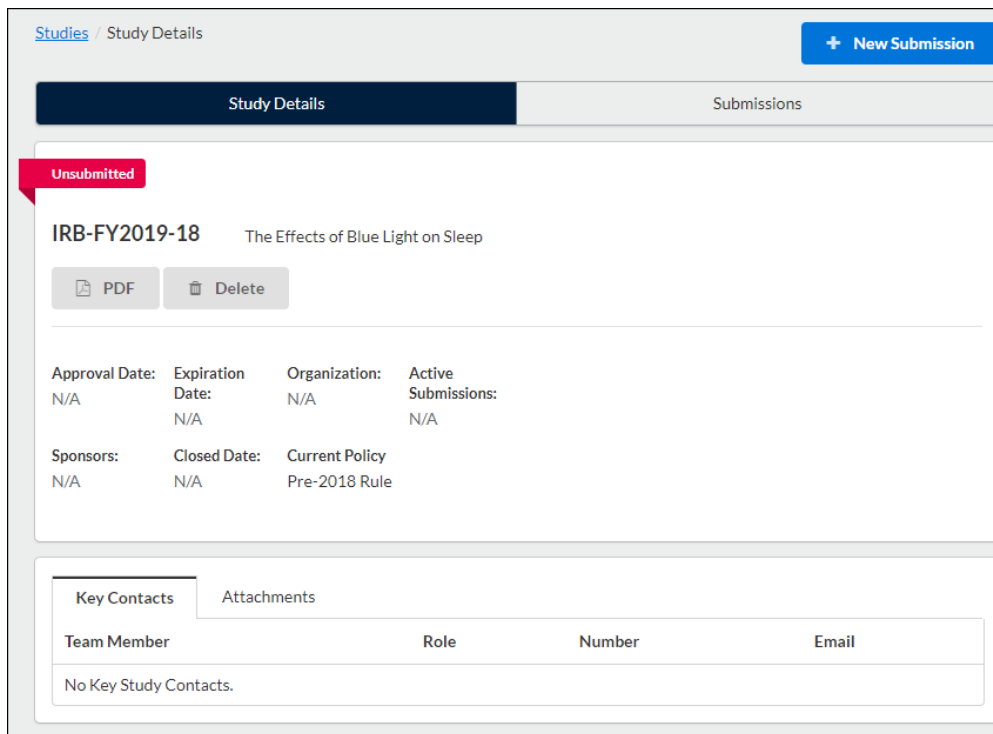 Studies / Study Details
+ New Submission
Study Details
Submissions
Unsubmitted
IRB-FY2019-18
The Effects of Blue Light on Sleep
PDF
Delete
Approval Date:
N/A
Expiration
Date:
N/A
Organization:
N/A
Active
Submissions:
N/A
Sponsors:
N/A
Closed Date:
N/A
Current Policy
Pre-2018 Rule
Key Contacts
Attachments
Team Member
Role
Number
Email
No Key Study Contacts.